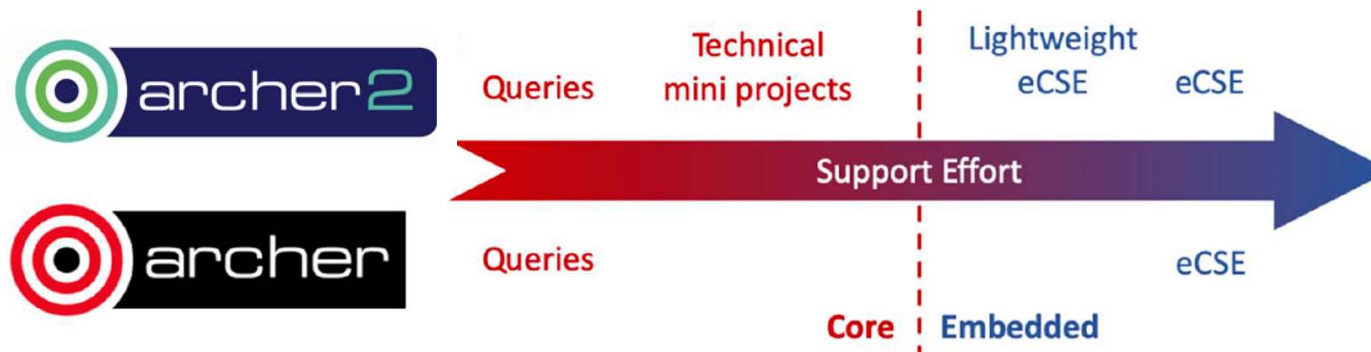 archer2
Queries
Technical
mini projects
Lightweight
eCSE
eCSE
Support Effort
archer
Queries
eCSE
Core
Embedded